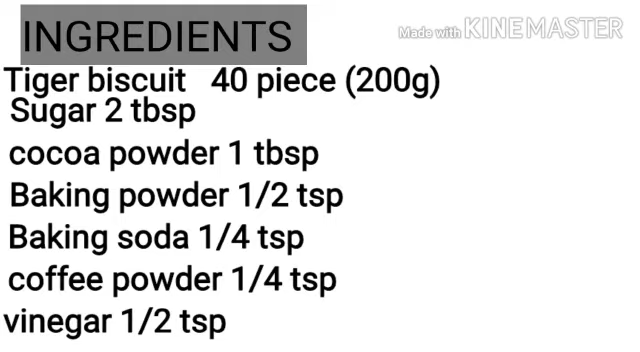 INGREDIENTS
Made with KINEMASTER
Tiger biscuit 40 piece (200g)
Sugar 2 tbsp
cocoa powder 1 tbsp
Baking powder 1/2 tsp
Baking soda 1/4 tsp
coffee powder 1/4 tsp
vinegar 1/2 tsp